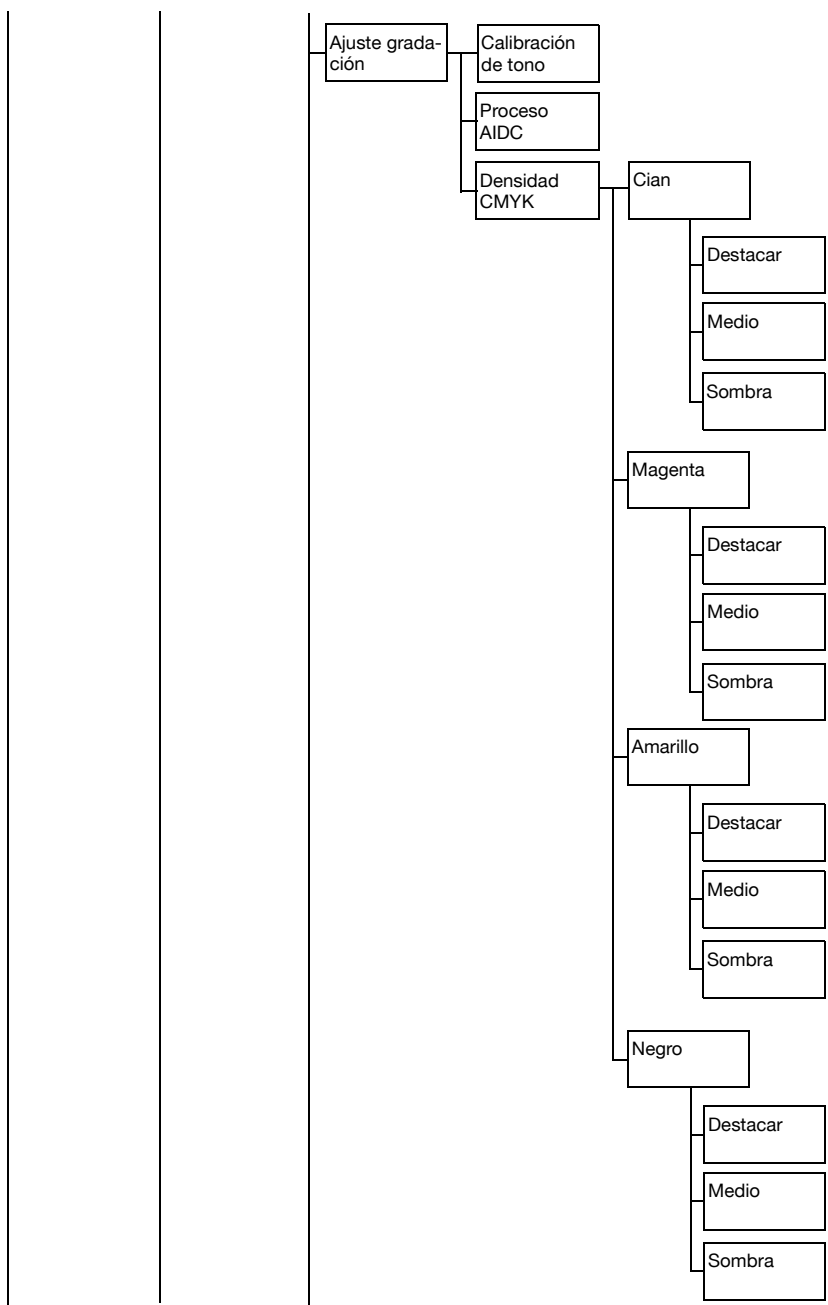 Ajuste grada-
ción
Calibración
de tono
Proceso
AIDC
Densidad
CMYK
Cian
Destacar
Medio
Sombra
Magenta
Destacar
Medio
Sombra
Amarillo
Destacar
Medio
Sombra
Negro
Destacar
Medio
Sombra